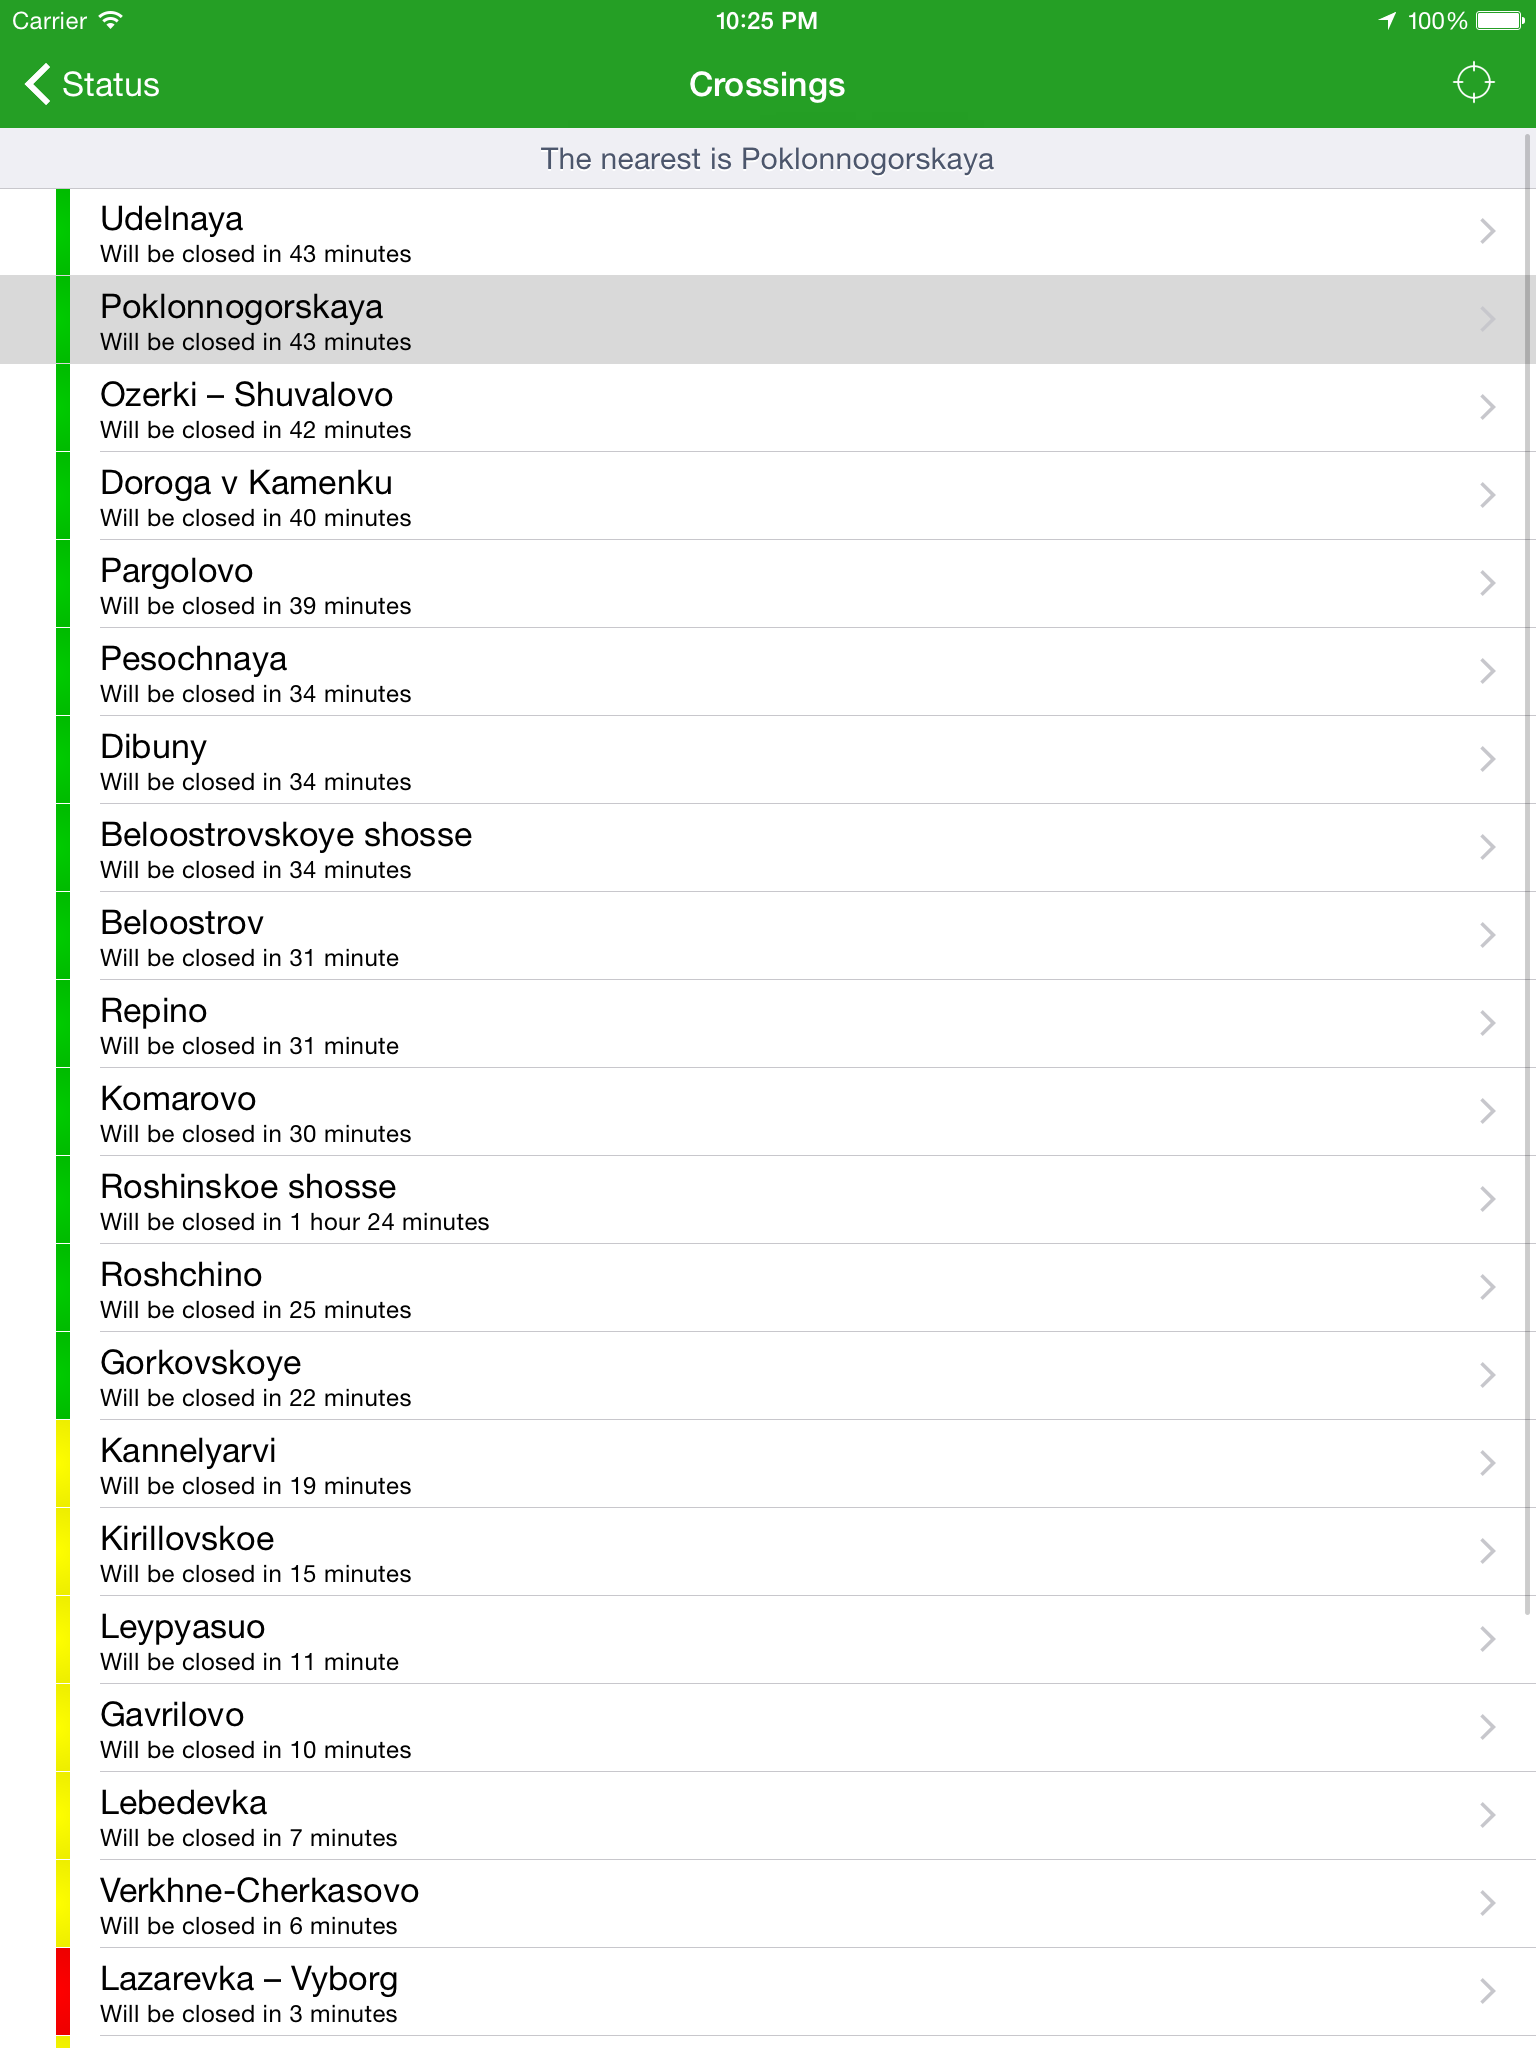 Carrier 10:25 PM 100%
Status Crossings
The nearest is Poklonnogorskaya
Udelnaya
Will be closed in 43 minutes
Poklonnogorskaya
Will be closed in 43 minutes
Ozerki – Shuvalovo
Will be closed in 42 minutes
Doroga v Kamenku
Will be closed in 40 minutes
Pargolovo
Will be closed in 39 minutes
Pesochnaya
Will be closed in 34 minutes
Dibuny
Will be closed in 34 minutes
Beloostrovskoye shosse
Will be closed in 34 minutes
Beloostrov
Will be closed in 31 minute
Repino
Will be closed in 31 minute
Komarovo
Will be closed in 30 minutes
Roshinskoe shosse
Will be closed in 1 hour 24 minutes
Roshchino
Will be closed in 25 minutes
Gorkovskoye
Will be closed in 22 minutes
Kannelyarvi
Will be closed in 19 minutes
Kirillovskoe
Will be closed in 15 minutes
Leypyasuo
Will be closed in 11 minute
Gavrilovo
Will be closed in 10 minutes
Lebedevka
Will be closed in 7 minutes
Verkhne-Cherkasovo
Will be closed in 6 minutes
Lazarevka – Vyborg
Will be closed in 3 minutes